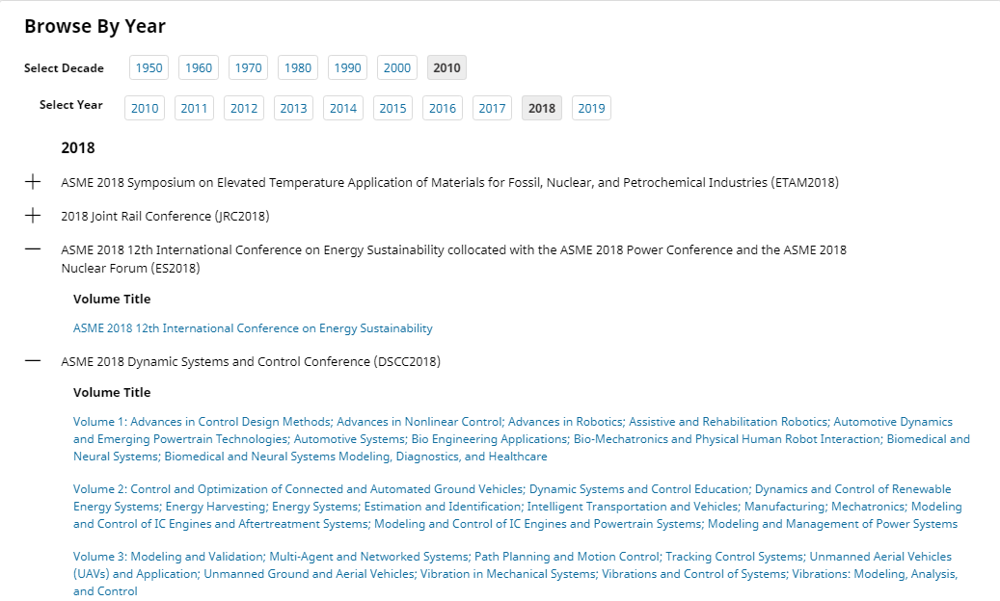 Browse By Year
Select Decade 1950 1960 1970 1980 1990 2000 2010
Select Year 2010 2011 2012 2013 2014 2015 2016 2017 2018 2019
2018
ASME 2018 Symposium on Elevated Temperature Application of Materials for Fossil, Nuclear, and Petrochemical Industries (ETAM2018)
2018 Joint Rail Conference (JRC2018)
ASME 2018 12th International Conference on Energy Sustainability collocated with the ASME 2018 Power Conference and the ASME 2018
Nuclear Forum (ES2018)
Volume Title
ASME 2018 12th International Conference on Energy Sustainability
ASME 2018 Dynamic Systems and Control Conference (DSCC2018)
Volume Title
Volume 1: Advances in Control Design Methods; Advances in Nonlinear Control; Advances in Robotics; Assistive and Rehabilitation Robotics; Automotive Dynamics
and Emerging Powertrain Technologies; Automotive Systems; Bio Engineering Applications; Bio-Mechatronics and Physical Human Robot Interaction; Biomedical and
Neural Systems; Biomedical and Neural Systems Modeling, Diagnostics, and Healthcare
Volume 2: Control and Optimization of Connected and Automated Ground Vehicles; Dynamic Systems and Control Education; Dynamics and Control of Renewable
Energy Systems; Energy Harvesting; Energy Systems; Estimation and Identification; Intelligent Transportation and Vehicles; Manufacturing; Mechatronics; Modeling
and Control of IC Engines and Aftertreatment Systems; Modeling and Control of IC Engines and Powertrain Systems; Modeling and Management of Power Systems
Volume 3: Modeling and Validation; Multi-Agent and Networked Systems; Path Planning and Motion Control; Tracking Control Systems; Unmanned Aerial Vehicles
(UAVs) and Application; Unmanned Ground and Aerial Vehicles; Vibration in Mechanical Systems; Vibrations and Control of Systems; Vibrations: Modeling, Analysis,
and Control